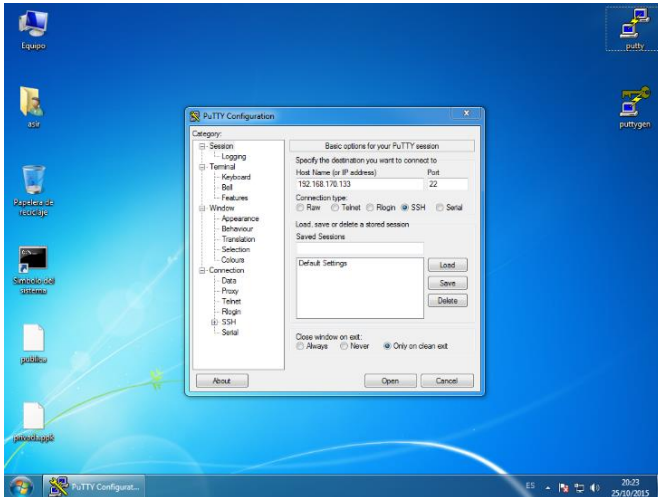 Equipo
asir
Papelera de
reciclaje
Símbolo del
sistema
publica
privada.ppk
putty
puttygen
PuTTY Configuration
Category:
Session
Logging
Terminal
Keyboard
Bell
Features
Window
Appearance
Behaviour
Translation
Selection
Colours
Connection
Data
Proxy
Telnet
Rlogin
SSH
Serial
Basic options for your PuTTY session
Specify the destination you want to connect to
Host Name (or IP address) Port
192.168.170.133 22
Connection type:
Raw Telnet Rlogin SSH Serial
Load, save or delete a stored session
Saved Sessions
Default Settings
Load
Save
Delete
Close window on exit:
Always Never Only on clean exit
About Open Cancel
PuTTY Configurat...
ES
20:23
25/10/2015